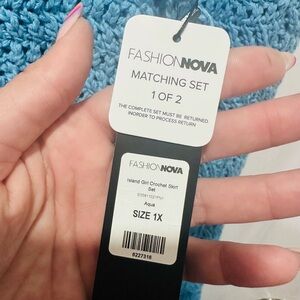 FASHIONNOVA
MATCHING SET
1 OF 2
THE COMPLETE SET MUST BE RETURNED
INORDER TO PROCESS RETURN
FASHIONNOVA
Island Girl Crochet Skirt
Set
Aqua
SIZE 1X
6227318